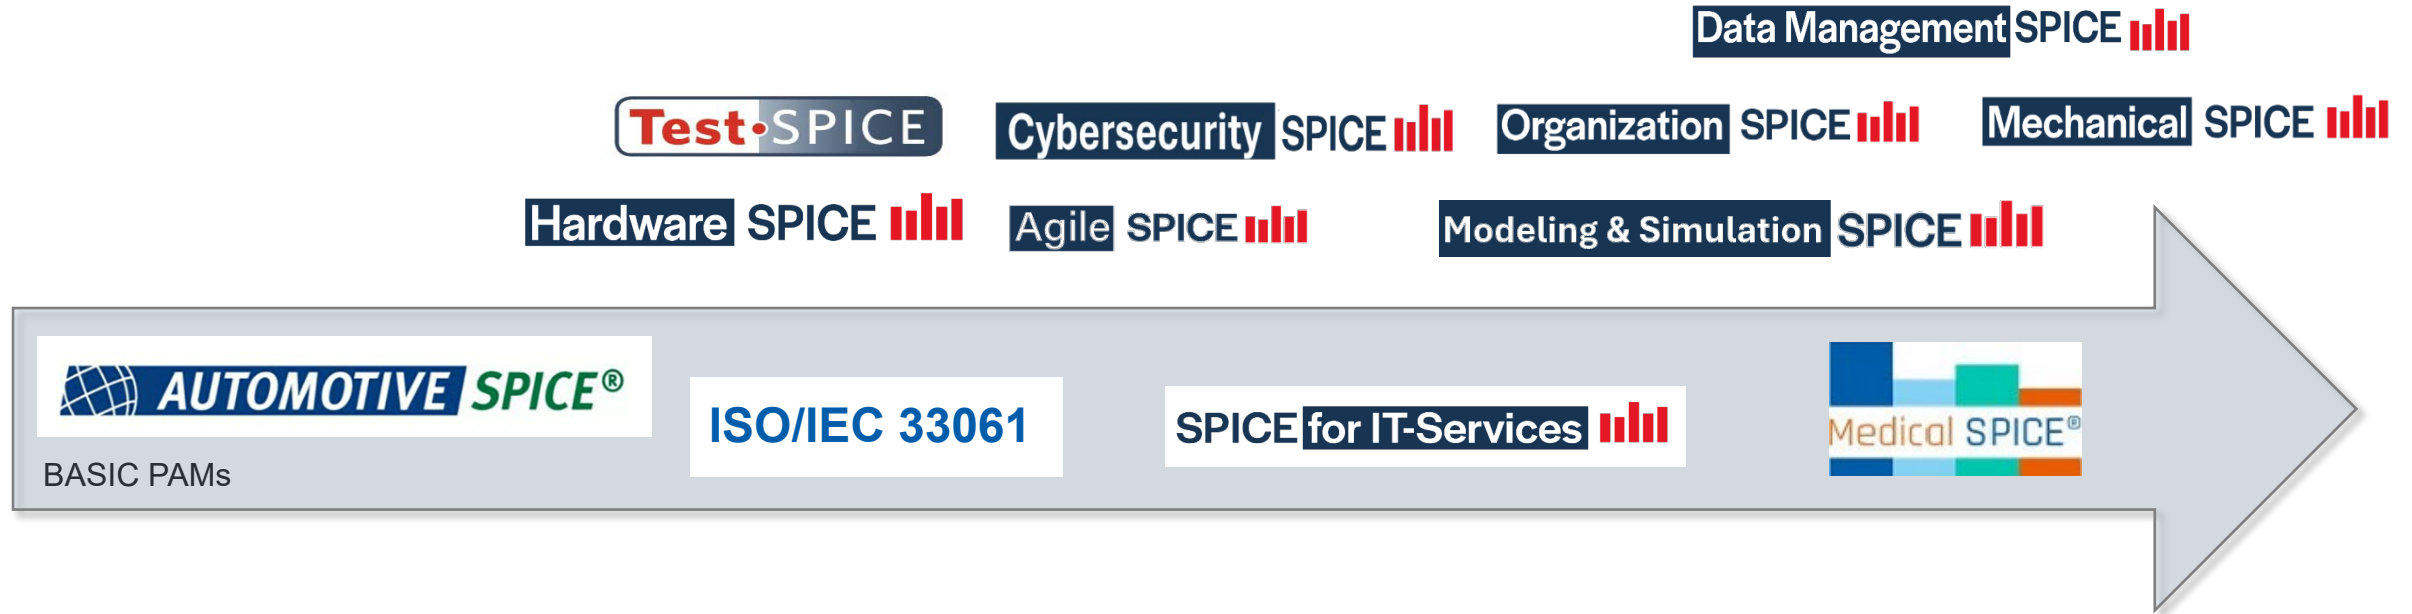 Data Management SPICE
Test SPICE
Cybersecurity SPICE
Organization SPICE
Mechanical SPICE
Hardware SPICE
Agile SPICE
Modeling & Simulation SPICE
AUTOMOTIVE SPICE®
ISO/IEC 33061
SPICE for IT-Services
Medical SPICE®
BASIC PAMs